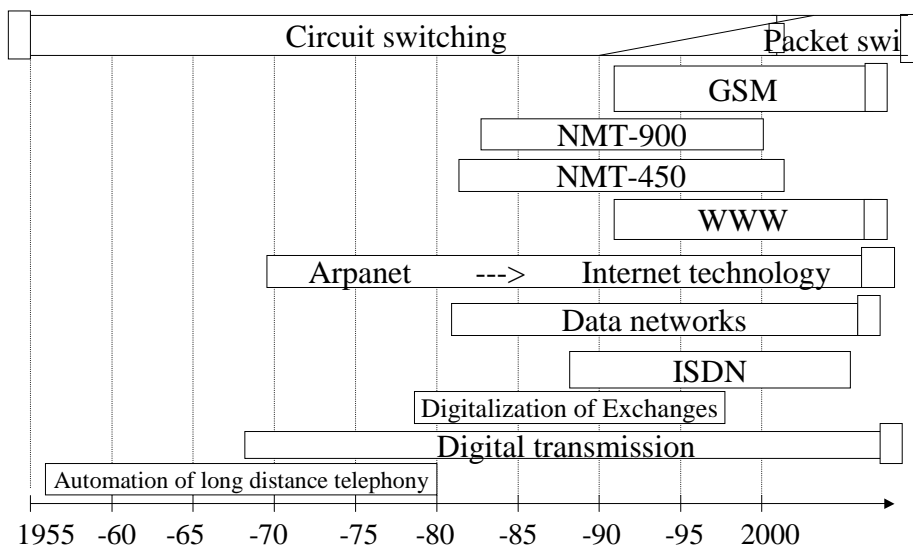 Circuit switching Packet swi
GSM
NMT-900
NMT-450
WWW
Arpanet ---> Internet technology
Data networks
ISDN
Digitalization of Exchanges
Digital transmission
Automation of long distance telephony
1955 -60 -65 -70 -75 -80 -85 -90 -95 2000